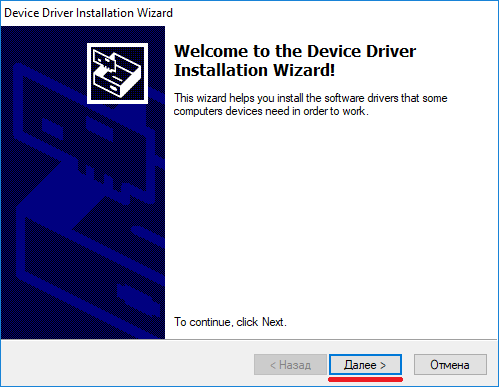 Device Driver Installation Wizard
Welcome to the Device Driver
Installation Wizard!
This wizard helps you install the software drivers that some
computers devices need in order to work.
To continue, click Next.
< Назад
Далее >
Отмена